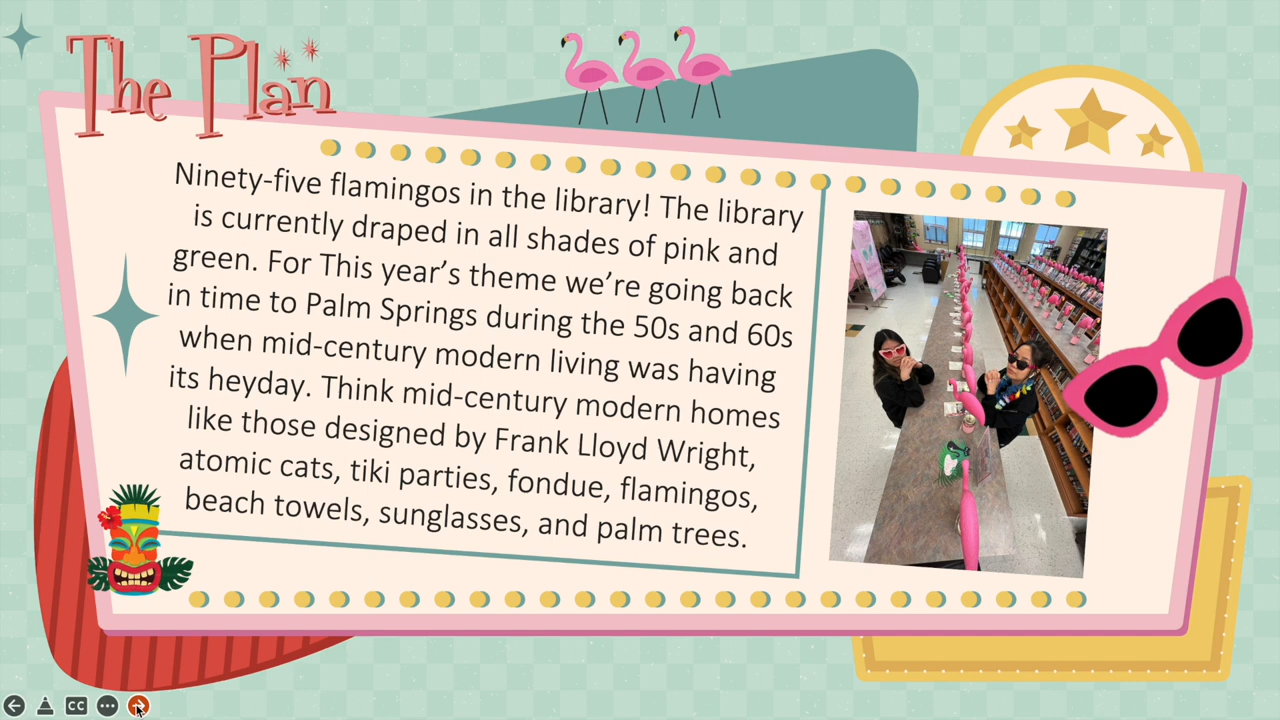 The Plan
Ninety-five flamingos in the library! The library
is currently draped in all shades of pink and
green. For This year’s theme we’re going back
in time to Palm Springs during the 50s and 60s
when mid-century modern living was having
its heyday. Think mid-century modern homes
like those designed by Frank Lloyd Wright,
atomic cats, tiki parties, fondue, flamingos,
beach towels, sunglasses, and palm trees.
CC